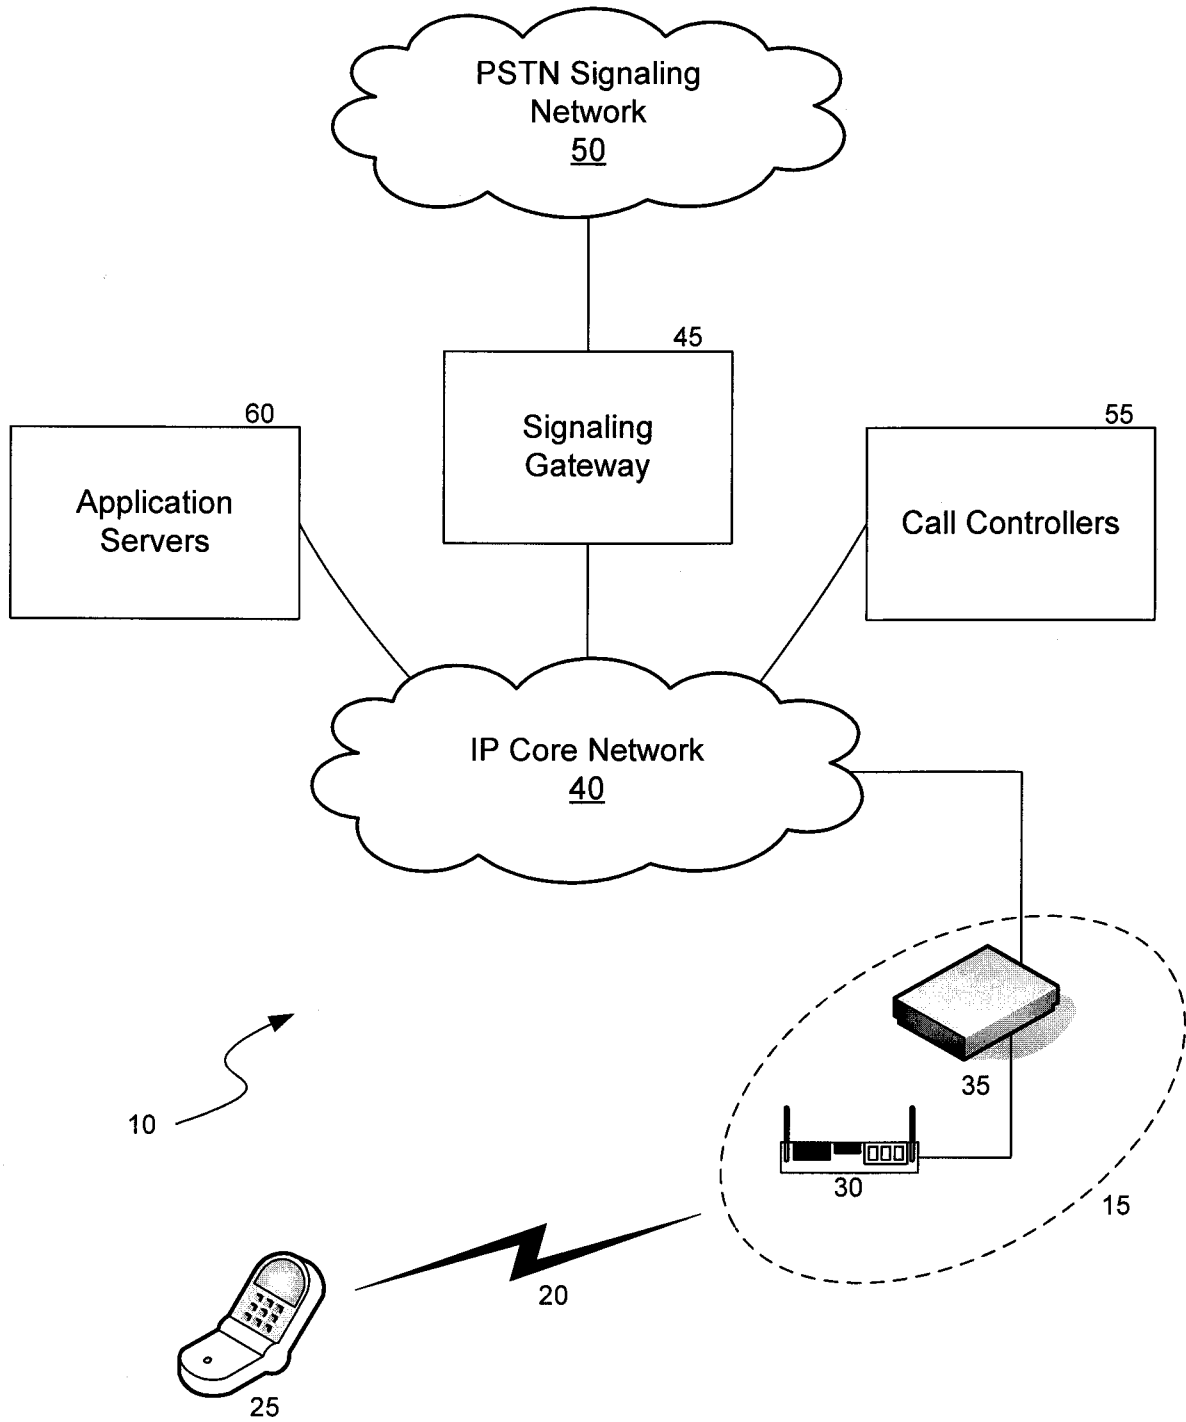 PSTN Signaling
Network
50
45
Signaling
Gateway
60
Application
Servers
55
Call Controllers
IP Core Network
40
35
10
30
15
20
25